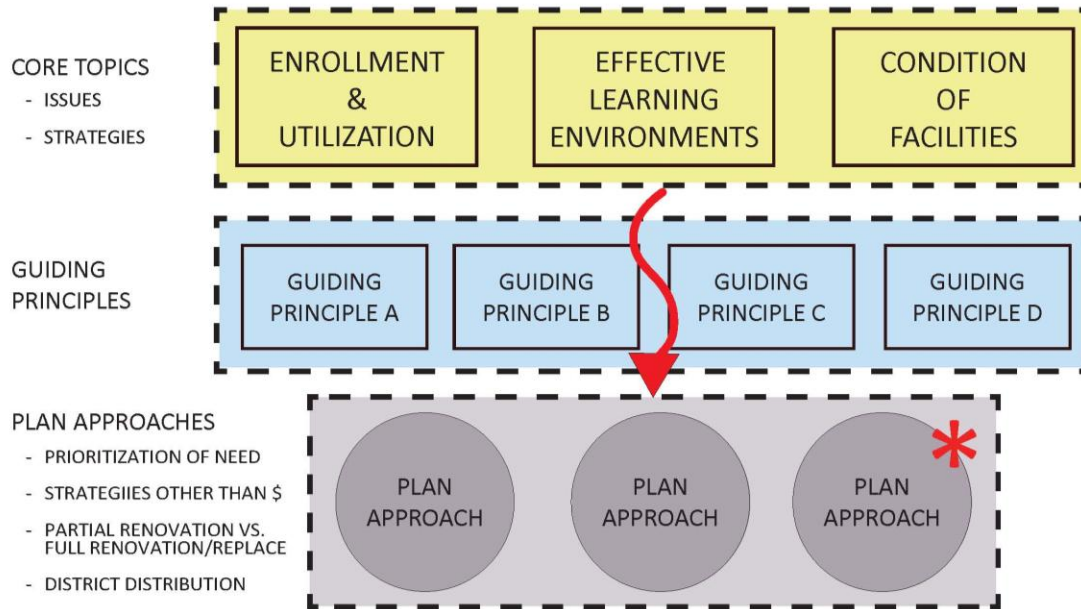 CORE TOPICS
- ISSUES
- STRATEGIES
ENROLLMENT
&
UTILIZATION
EFFECTIVE
LEARNING
ENVIRONMENTS
CONDITION
OF
FACILITIES
GUIDING
PRINCIPLES
GUIDING
PRINCIPLE A
GUIDING
PRINCIPLE B
GUIDING
PRINCIPLE C
GUIDING
PRINCIPLE D
PLAN APPROACHES
- PRIORITIZATION OF NEED
- STRATEGIIES OTHER THAN $
- PARTIAL RENOVATION VS.
FULL RENOVATION/REPLACE
- DISTRICT DISTRIBUTION
PLAN
APPROACH
PLAN
APPROACH
PLAN
APPROACH
*